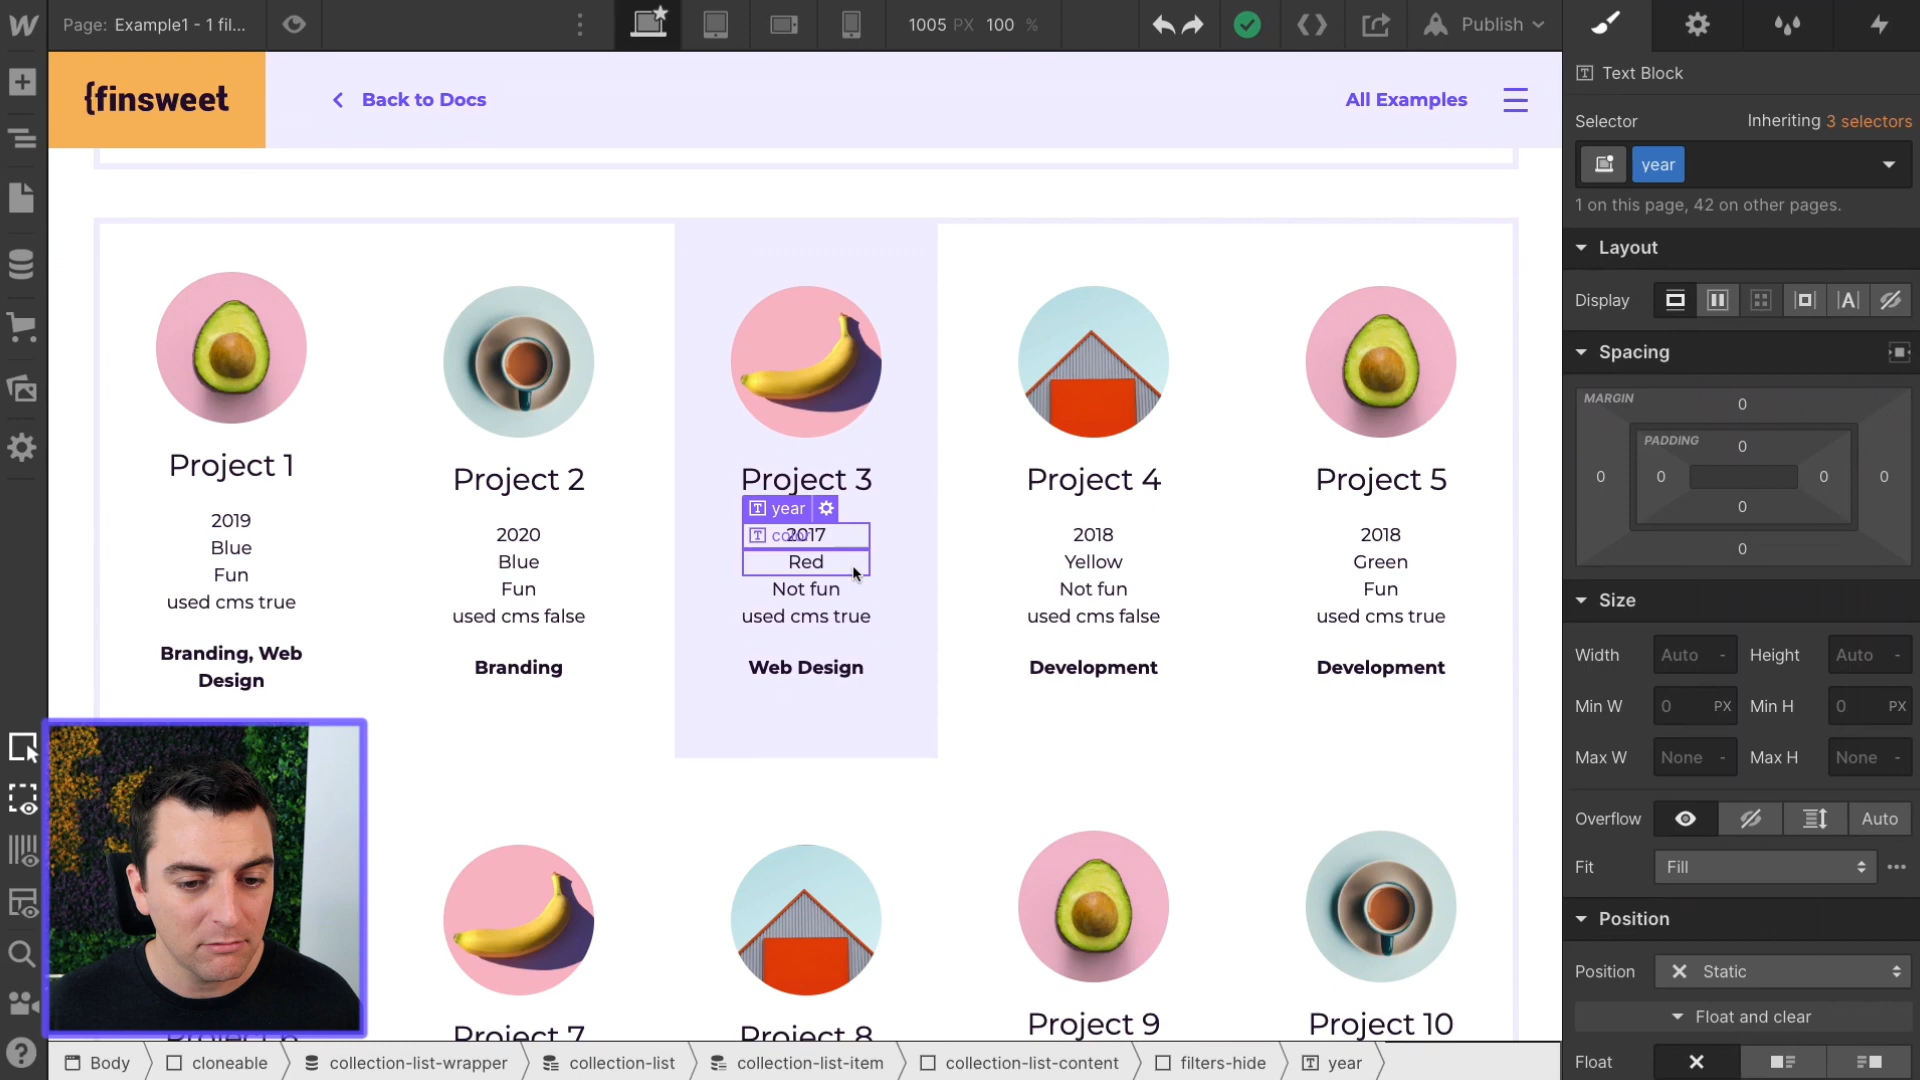 Page: Example1 - 1 fil...
1005 PX 100 %
Publish
{finsweet
Back to Docs
All Examples
Project 1
2019
Blue
Fun
used cms true
Branding, Web
Design
Project 2
2020
Blue
Fun
used cms false
Branding
Project 3
year
2017
Red
Not fun
used cms true
Web Design
Project 4
2018
Yellow
Not fun
used cms false
Development
Project 5
2018
Green
Fun
used cms true
Development
Project 7
Project 8
Project 9
Project 10
Body
cloneable
collection-list-wrapper
collection-list
collection-list-item
collection-list-content
filters-hide
year
Text Block
Selector
Inheriting 3 selectors
year
1 on this page, 42 on other pages.
Layout
Display
Spacing
MARGIN
0
PADDING
0
0 0 0 0
0
0
Size
Width Auto - Height Auto -
Min W 0 PX Min H 0 PX
Max W None - Max H None -
Overflow Auto
Fit Fill
Position
Position Static
Float and clear
Float